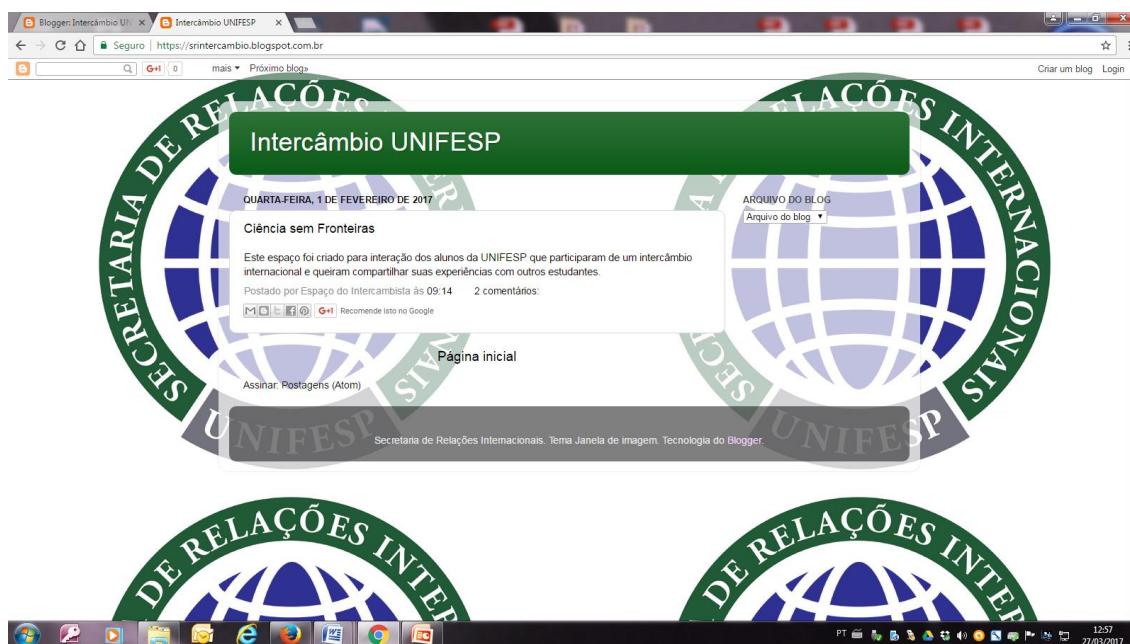 Blogger: Intercâmbio UN
Intercâmbio UNIFESP
Seguro | https://srintercambio.blogspot.com.br
G+1 0 mais Próximo blog» Criar um blog Login
SECRETARIA DE RELAÇÕES INTERNACIONAIS
UNIFESP
RELAÇÕES INTERNACIONAIS
UNIFESP
Intercâmbio UNIFESP
QUARTA-FEIRA, 1 DE FEVEREIRO DE 2017
Ciência sem Fronteiras
Este espaço foi criado para interação dos alunos da UNIFESP que participaram de um intercâmbio
internacional e queiram compartilhar suas experiências com outros estudantes.
Postado por Espaço do Intercambista às 09:14 2 comentários:
G+1 Recomende isto no Google
ARQUIVO DO BLOG
Arquivo do blog
Página inicial
Assinar: Postagens (Atom)
Secretaria de Relações Internacionais. Tema Janela de imagem. Tecnologia do Blogger.
DE RELAÇÕES INTER
DE RELAÇÕES INTER
PT
12:57
27/03/2017